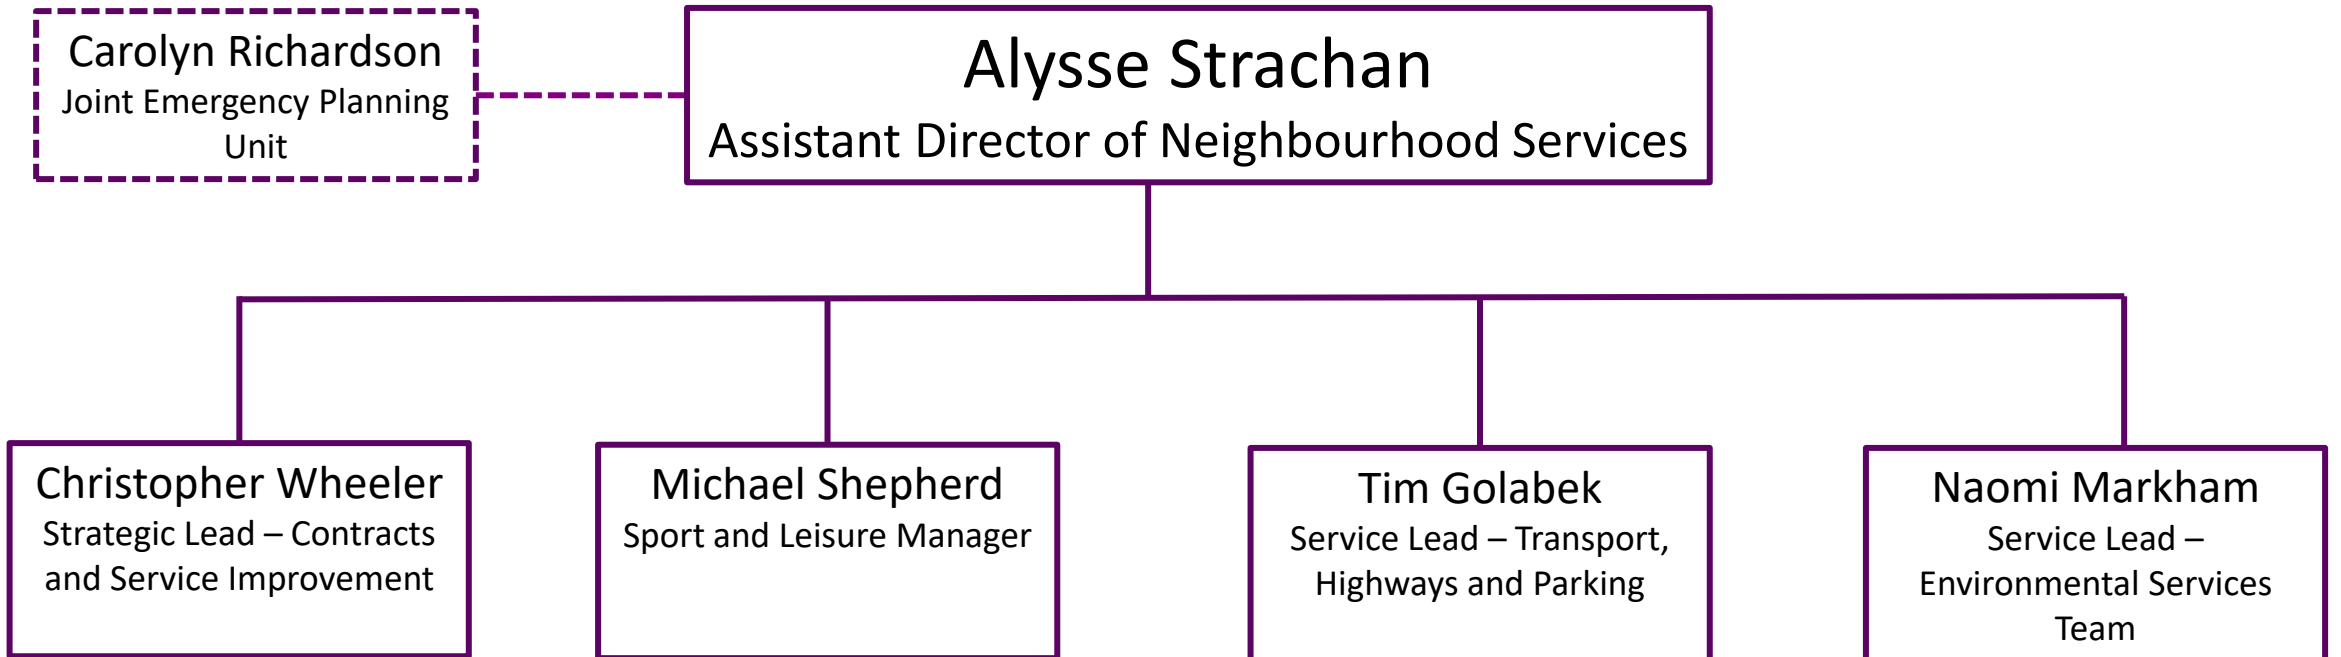 Carolyn Richardson
Joint Emergency Planning
Unit
Alysse Strachan
Assistant Director of Neighbourhood Services
Christopher Wheeler
Strategic Lead – Contracts
and Service Improvement
Michael Shepherd
Sport and Leisure Manager
Tim Golabek
Service Lead – Transport,
Highways and Parking
Naomi Markham
Service Lead –
Environmental Services
Team